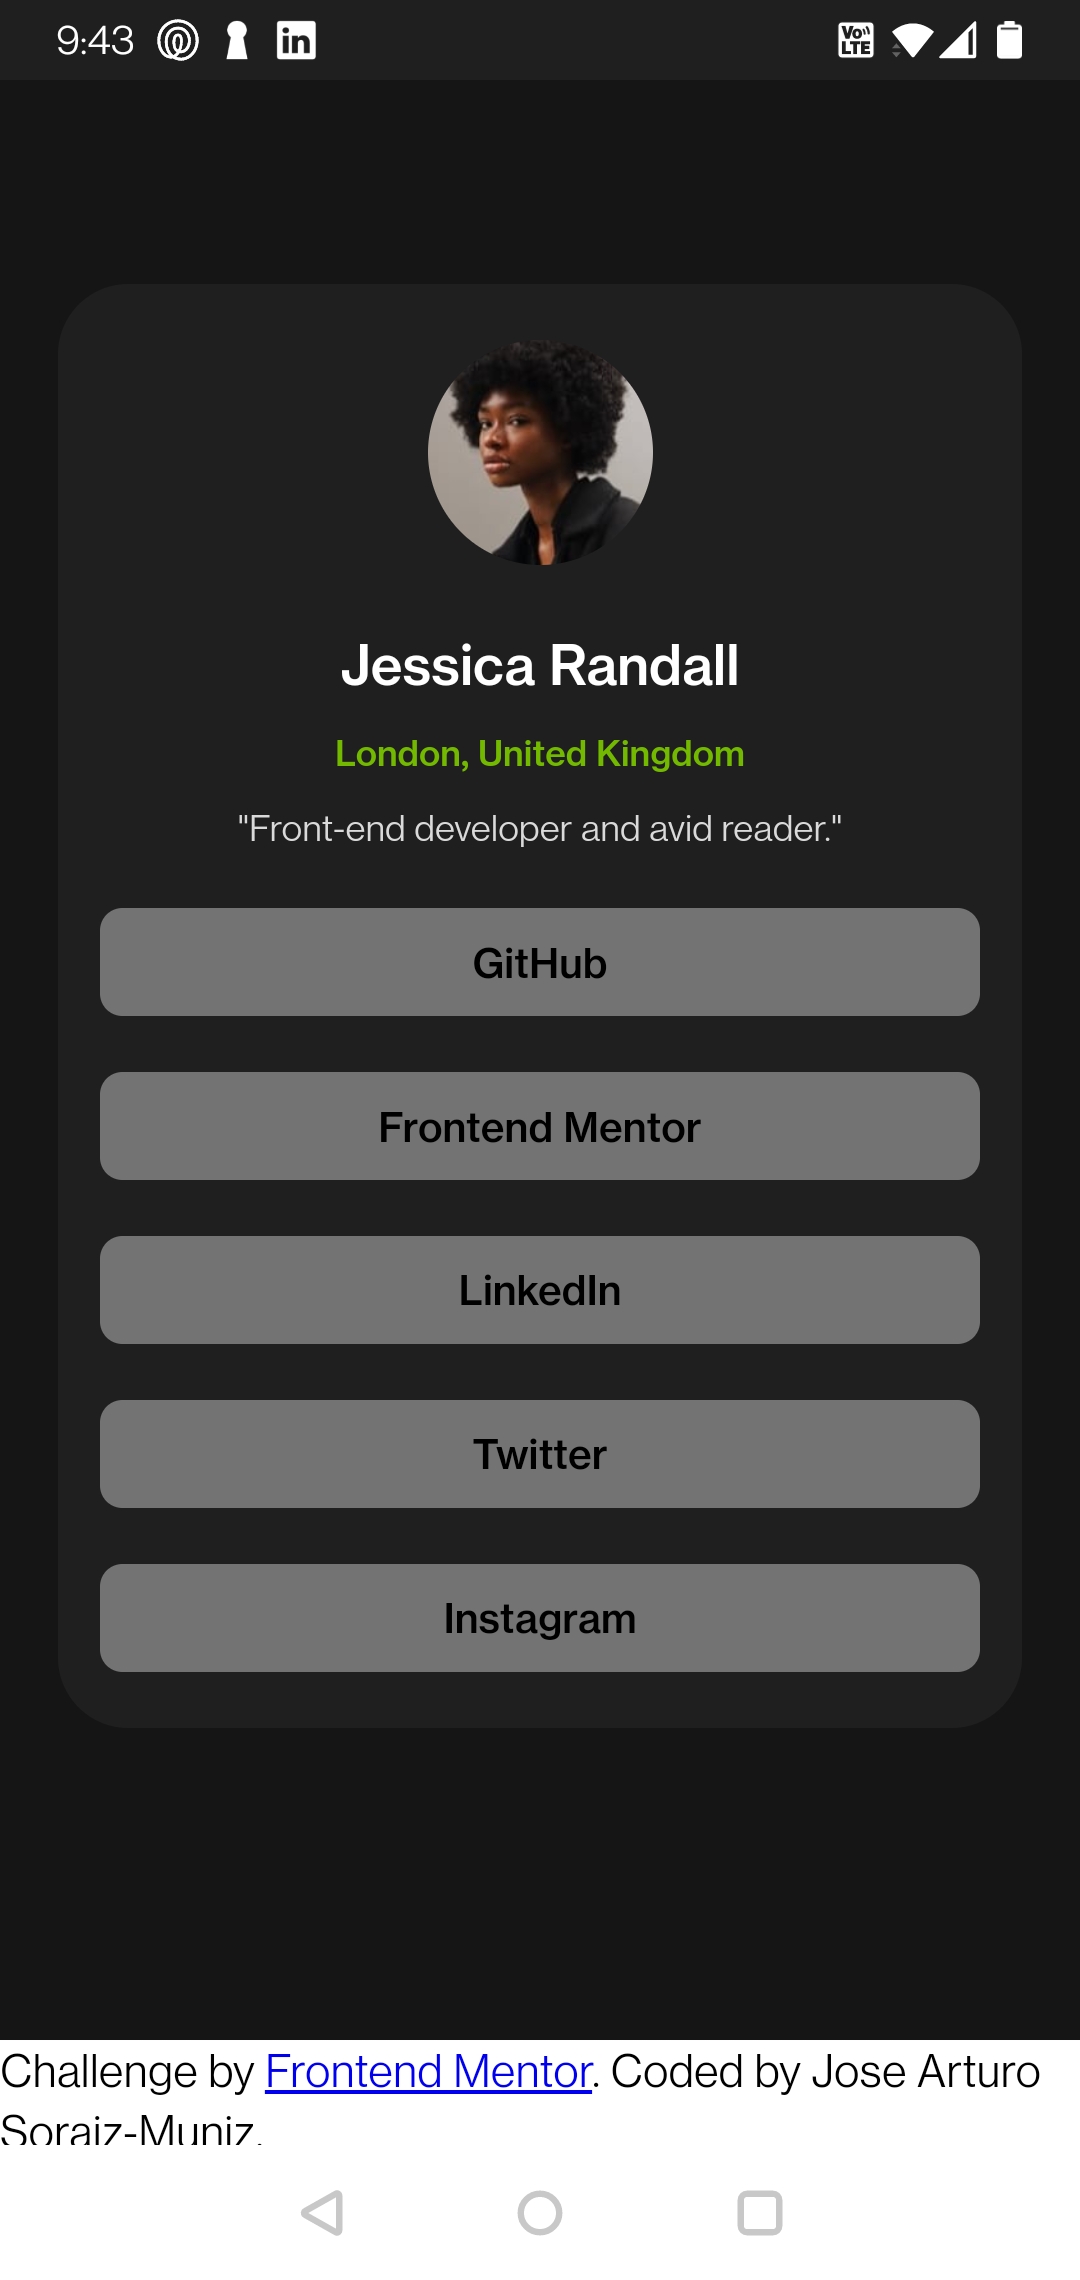 9:43
in
Vo LTE
Jessica Randall
London, United Kingdom
"Front-end developer and avid reader."
GitHub
Frontend Mentor
LinkedIn
Twitter
Instagram
Challenge by Frontend Mentor. Coded by Jose Arturo
Soraiz-Muniz.